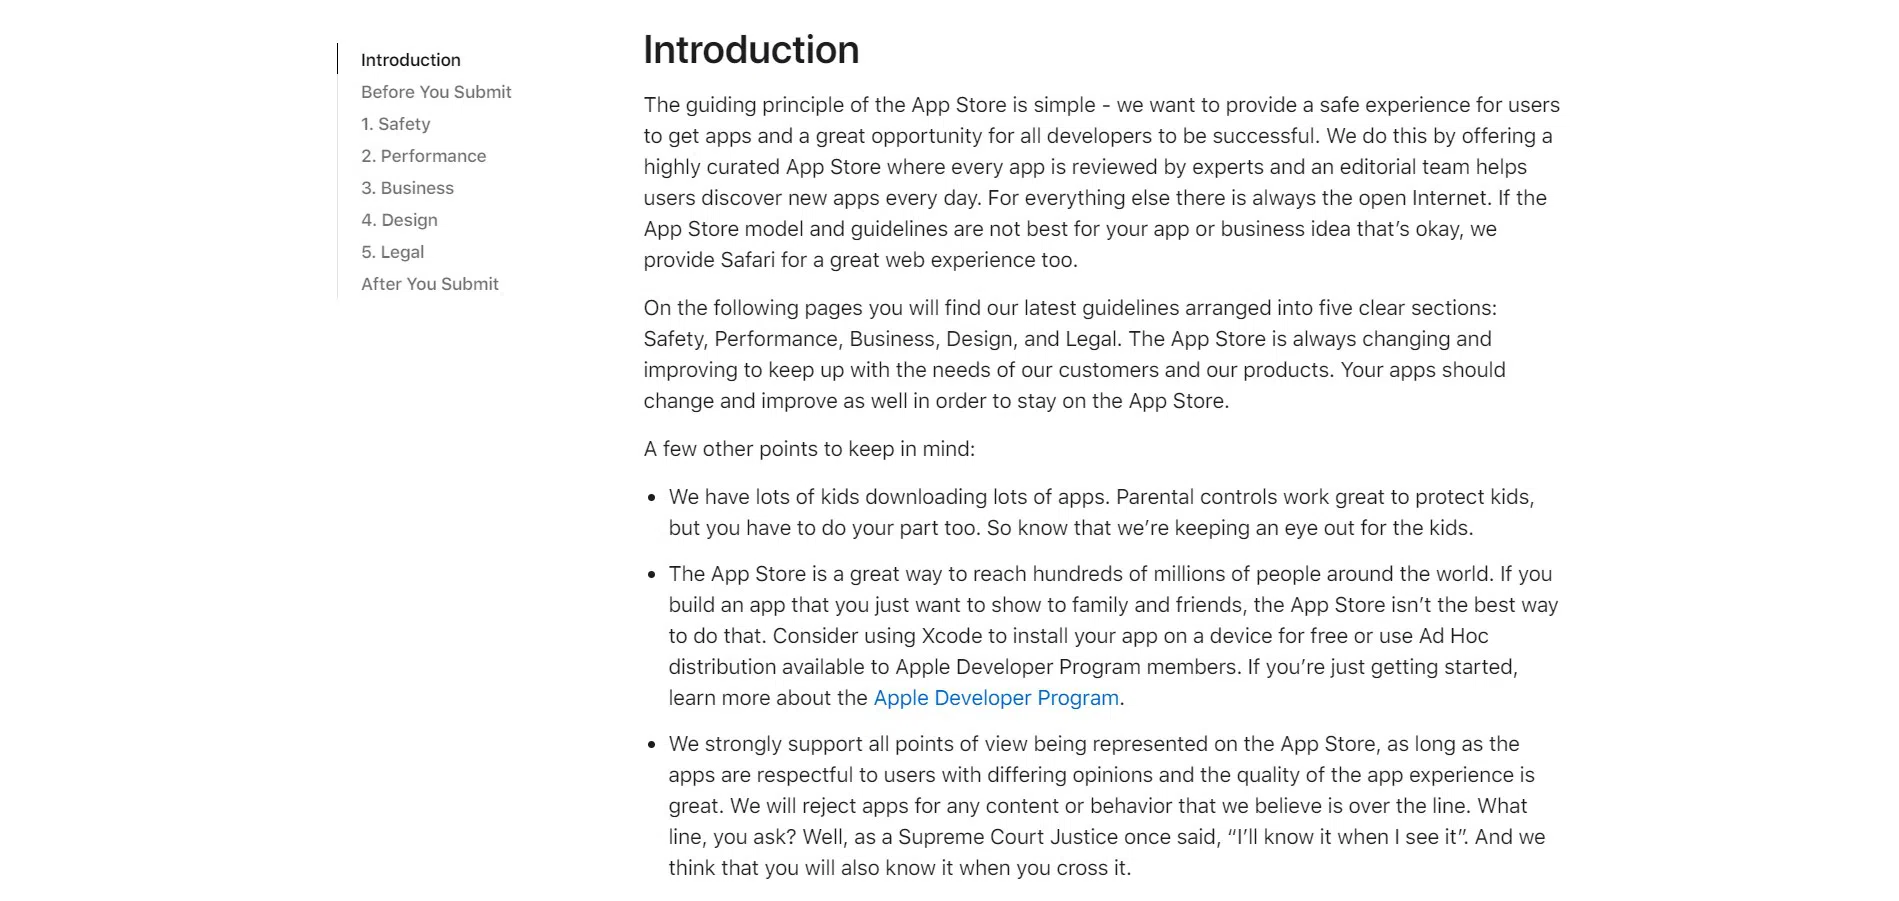 Introduction
Before You Submit
1. Safety
2. Performance
3. Business
4. Design
5. Legal
After You Submit
Introduction
The guiding principle of the App Store is simple - we want to provide a safe experience for users
to get apps and a great opportunity for all developers to be successful. We do this by offering a
highly curated App Store where every app is reviewed by experts and an editorial team helps
users discover new apps every day. For everything else there is always the open Internet. If the
App Store model and guidelines are not best for your app or business idea that’s okay, we
provide Safari for a great web experience too.
On the following pages you will find our latest guidelines arranged into five clear sections:
Safety, Performance, Business, Design, and Legal. The App Store is always changing and
improving to keep up with the needs of our customers and our products. Your apps should
change and improve as well in order to stay on the App Store.
A few other points to keep in mind:
• We have lots of kids downloading lots of apps. Parental controls work great to protect kids,
but you have to do your part too. So know that we’re keeping an eye out for the kids.
• The App Store is a great way to reach hundreds of millions of people around the world. If you
build an app that you just want to show to family and friends, the App Store isn’t the best way
to do that. Consider using Xcode to install your app on a device for free or use Ad Hoc
distribution available to Apple Developer Program members. If you’re just getting started,
learn more about the Apple Developer Program.
• We strongly support all points of view being represented on the App Store, as long as the
apps are respectful to users with differing opinions and the quality of the app experience is
great. We will reject apps for any content or behavior that we believe is over the line. What
line, you ask? Well, as a Supreme Court Justice once said, “I’ll know it when I see it”. And we
think that you will also know it when you cross it.